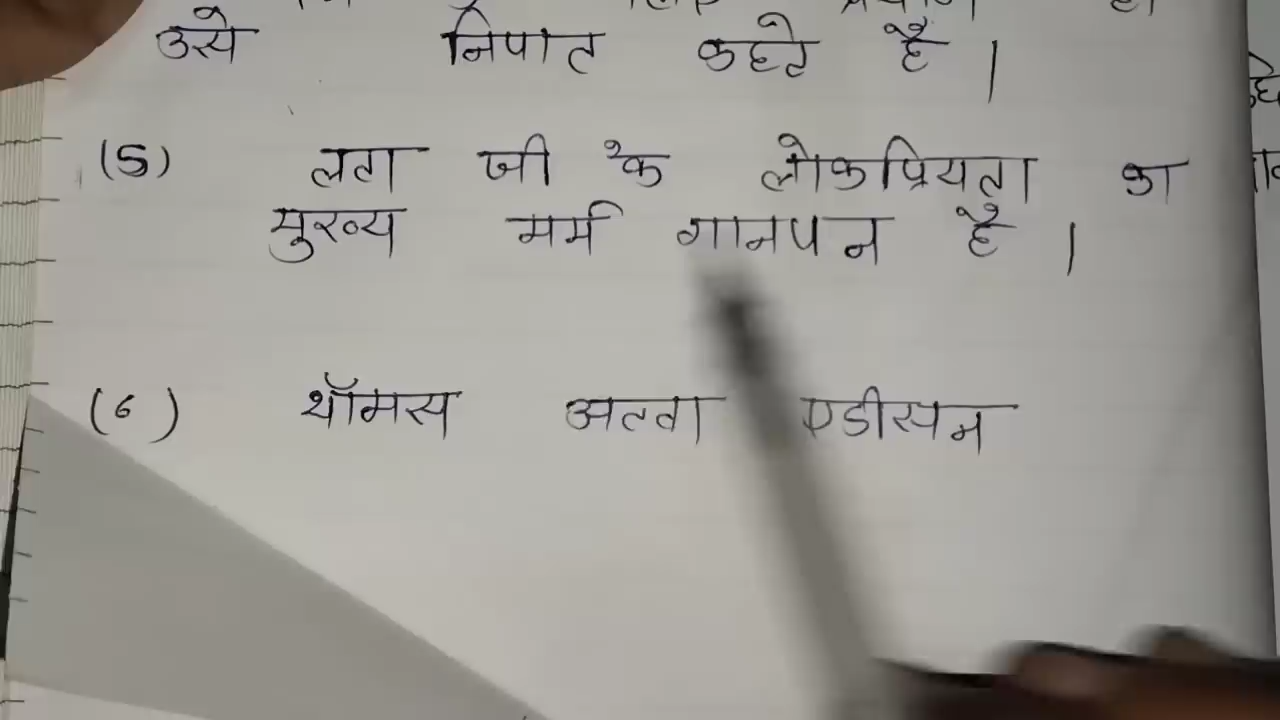 उसे निपात कहते है।
(5) लता जी के लोकप्रियता का
मुख्य मर्म गानपन है।
(6) थॉमस अल्वा एडीसन